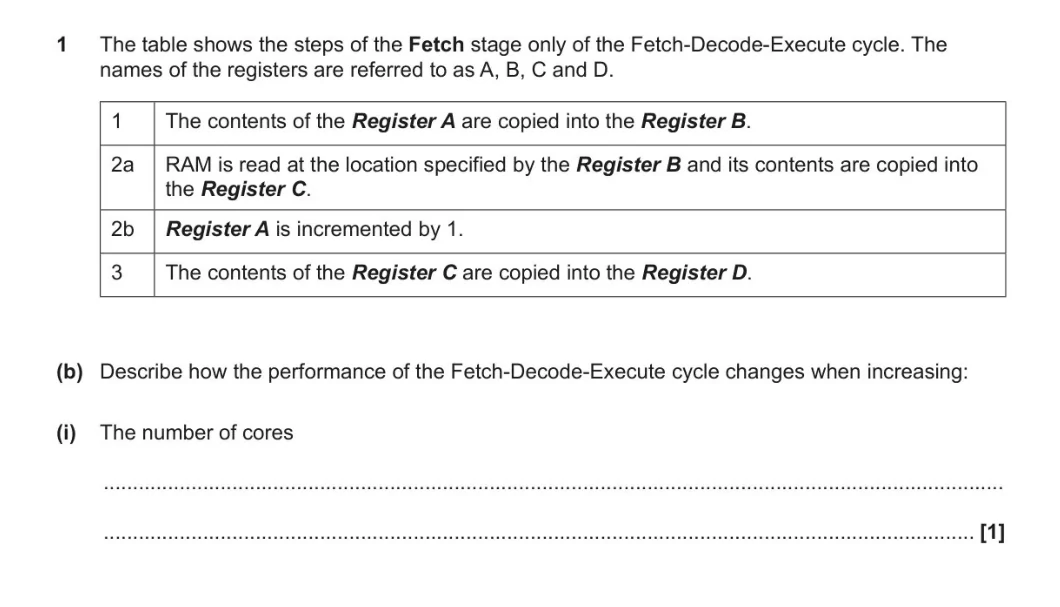 1 The table shows the steps of the Fetch stage only of the Fetch-Decode-Execute cycle. The
names of the registers are referred to as A, B, C and D.
1 The contents of the Register A are copied into the Register B.
2a RAM is read at the location specified by the Register B and its contents are copied into
the Register C.
2b Register A is incremented by 1.
3 The contents of the Register C are copied into the Register D.
(b) Describe how the performance of the Fetch-Decode-Execute cycle changes when increasing:
(i) The number of cores
[1]